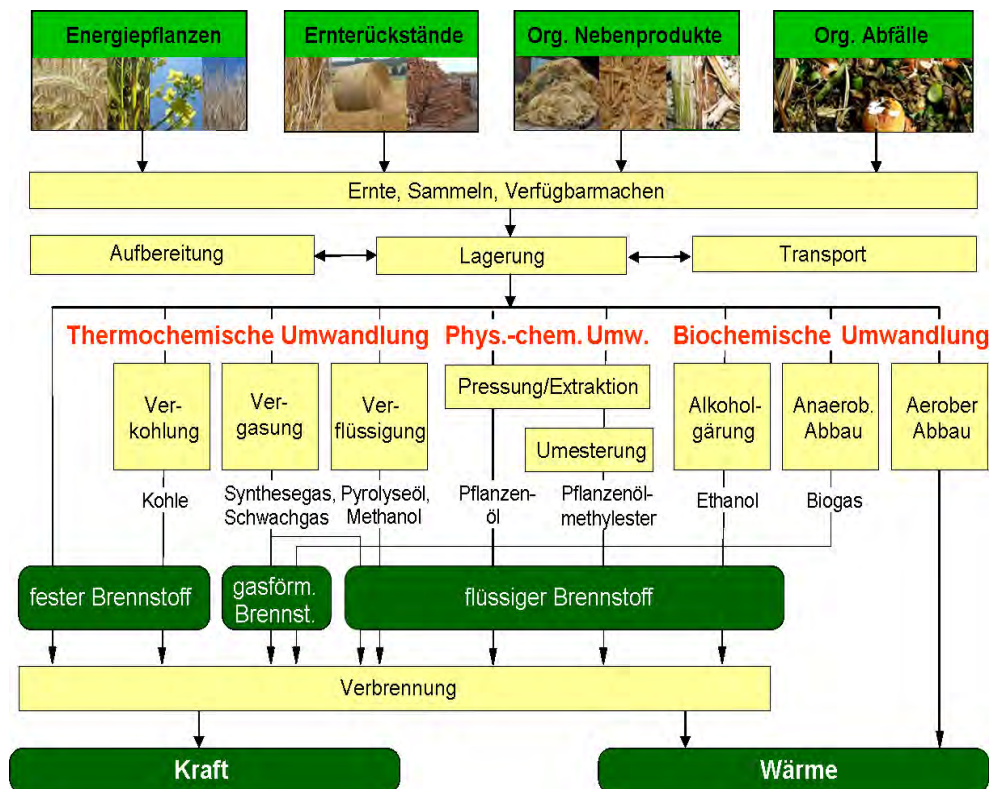 Energiepflanzen
Ernterückstände
Org. Nebenprodukte
Org. Abfälle
Ernte, Sammeln, Verfügbarmachen
Aufbereitung
Lagerung
Transport
Thermochemische Umwandlung
Phys.-chem. Umw.
Biochemische Umwandlung
Ver-
kohlung
Ver-
gasung
Ver-
flüssigung
Pressung/Extraktion
Umesterung
Alkohol-
gärung
Anaerob.
Abbau
Aerober
Abbau
Kohle
Synthesegas,
Schwachgas
Pyrolyseöl,
Methanol
Pflanzen-
öl
Pflanzenöl-
methylester
Ethanol
Biogas
fester Brennstoff
gasförm.
Brennst.
flüssiger Brennstoff
Verbrennung
Kraft
Wärme